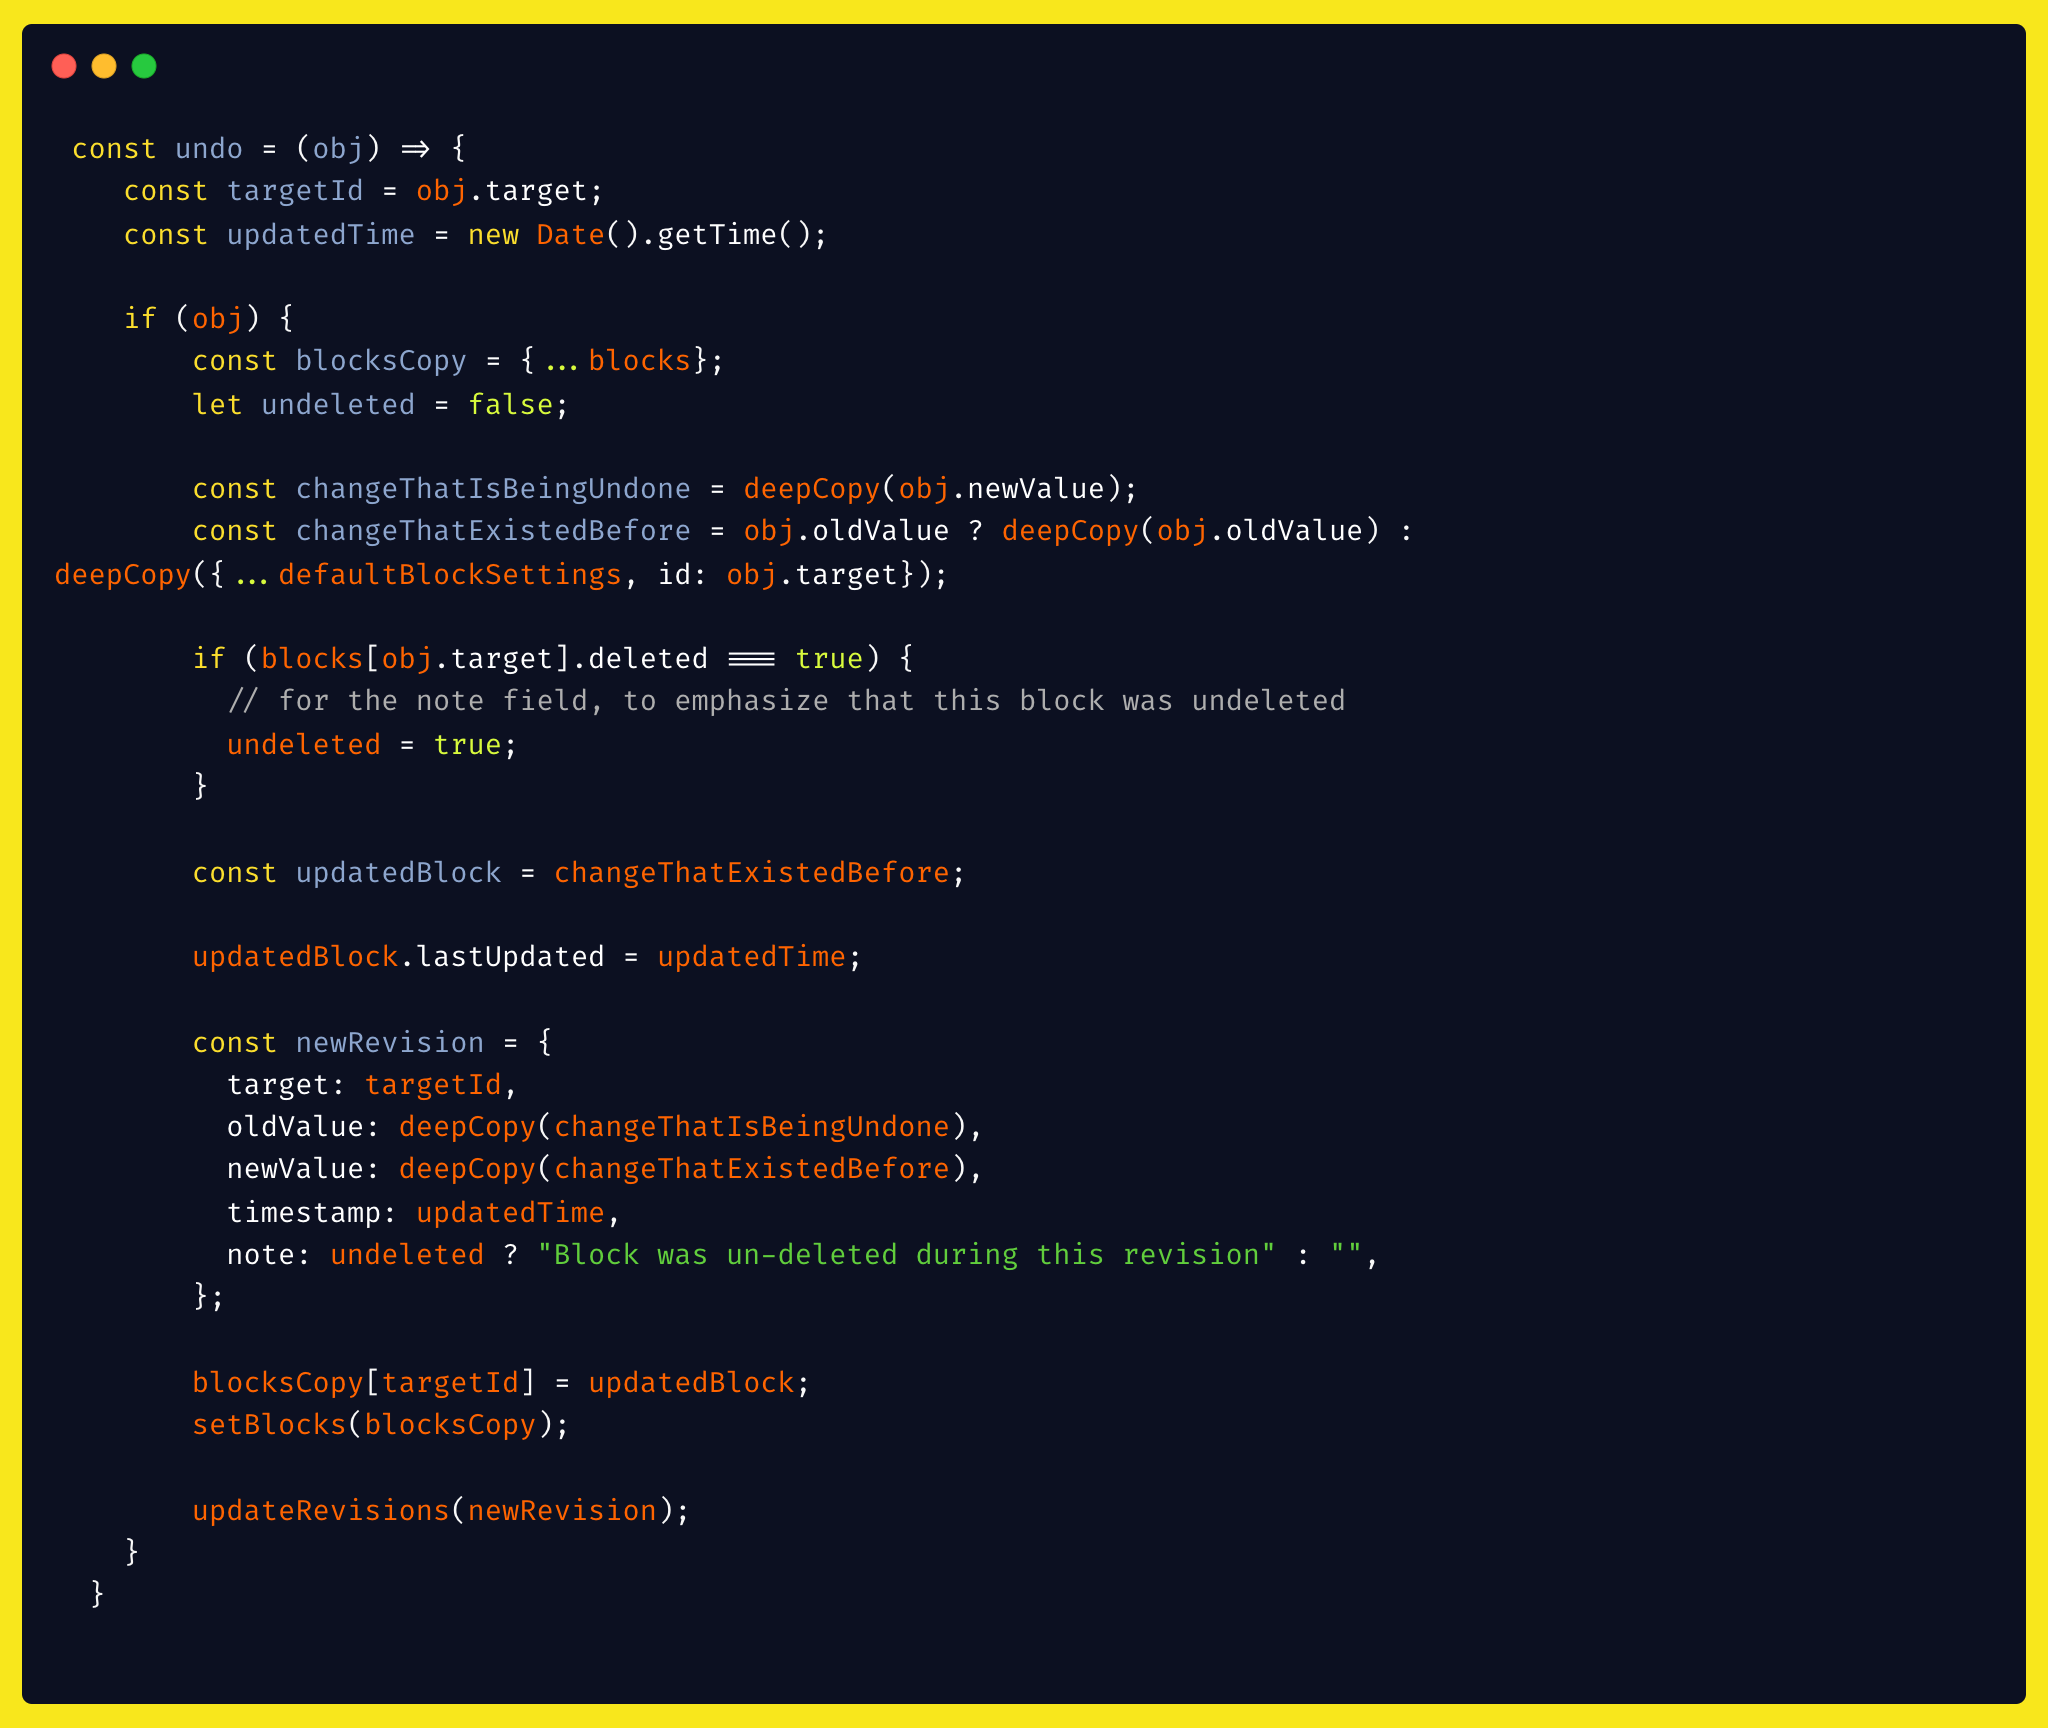 const undo = (obj) => {
const targetId = obj.target;
const updatedTime = new Date().getTime();
if (obj) {
const blocksCopy = {...blocks};
let undeleted = false;
const changeThatIsBeingUndone = deepCopy(obj.newValue);
const changeThatExistedBefore = obj.oldValue ? deepCopy(obj.oldValue) :
deepCopy({...defaultBlockSettings, id: obj.target});
if (blocks[obj.target].deleted === true) {
// for the note field, to emphasize that this block was undeleted
undeleted = true;
}
const updatedBlock = changeThatExistedBefore;
updatedBlock.lastUpdated = updatedTime;
const newRevision = {
target: targetId,
oldValue: deepCopy(changeThatIsBeingUndone),
newValue: deepCopy(changeThatExistedBefore),
timestamp: updatedTime,
note: undeleted ? "Block was un-deleted during this revision" : "",
};
blocksCopy[targetId] = updatedBlock;
setBlocks(blocksCopy);
updateRevisions(newRevision);
}
}